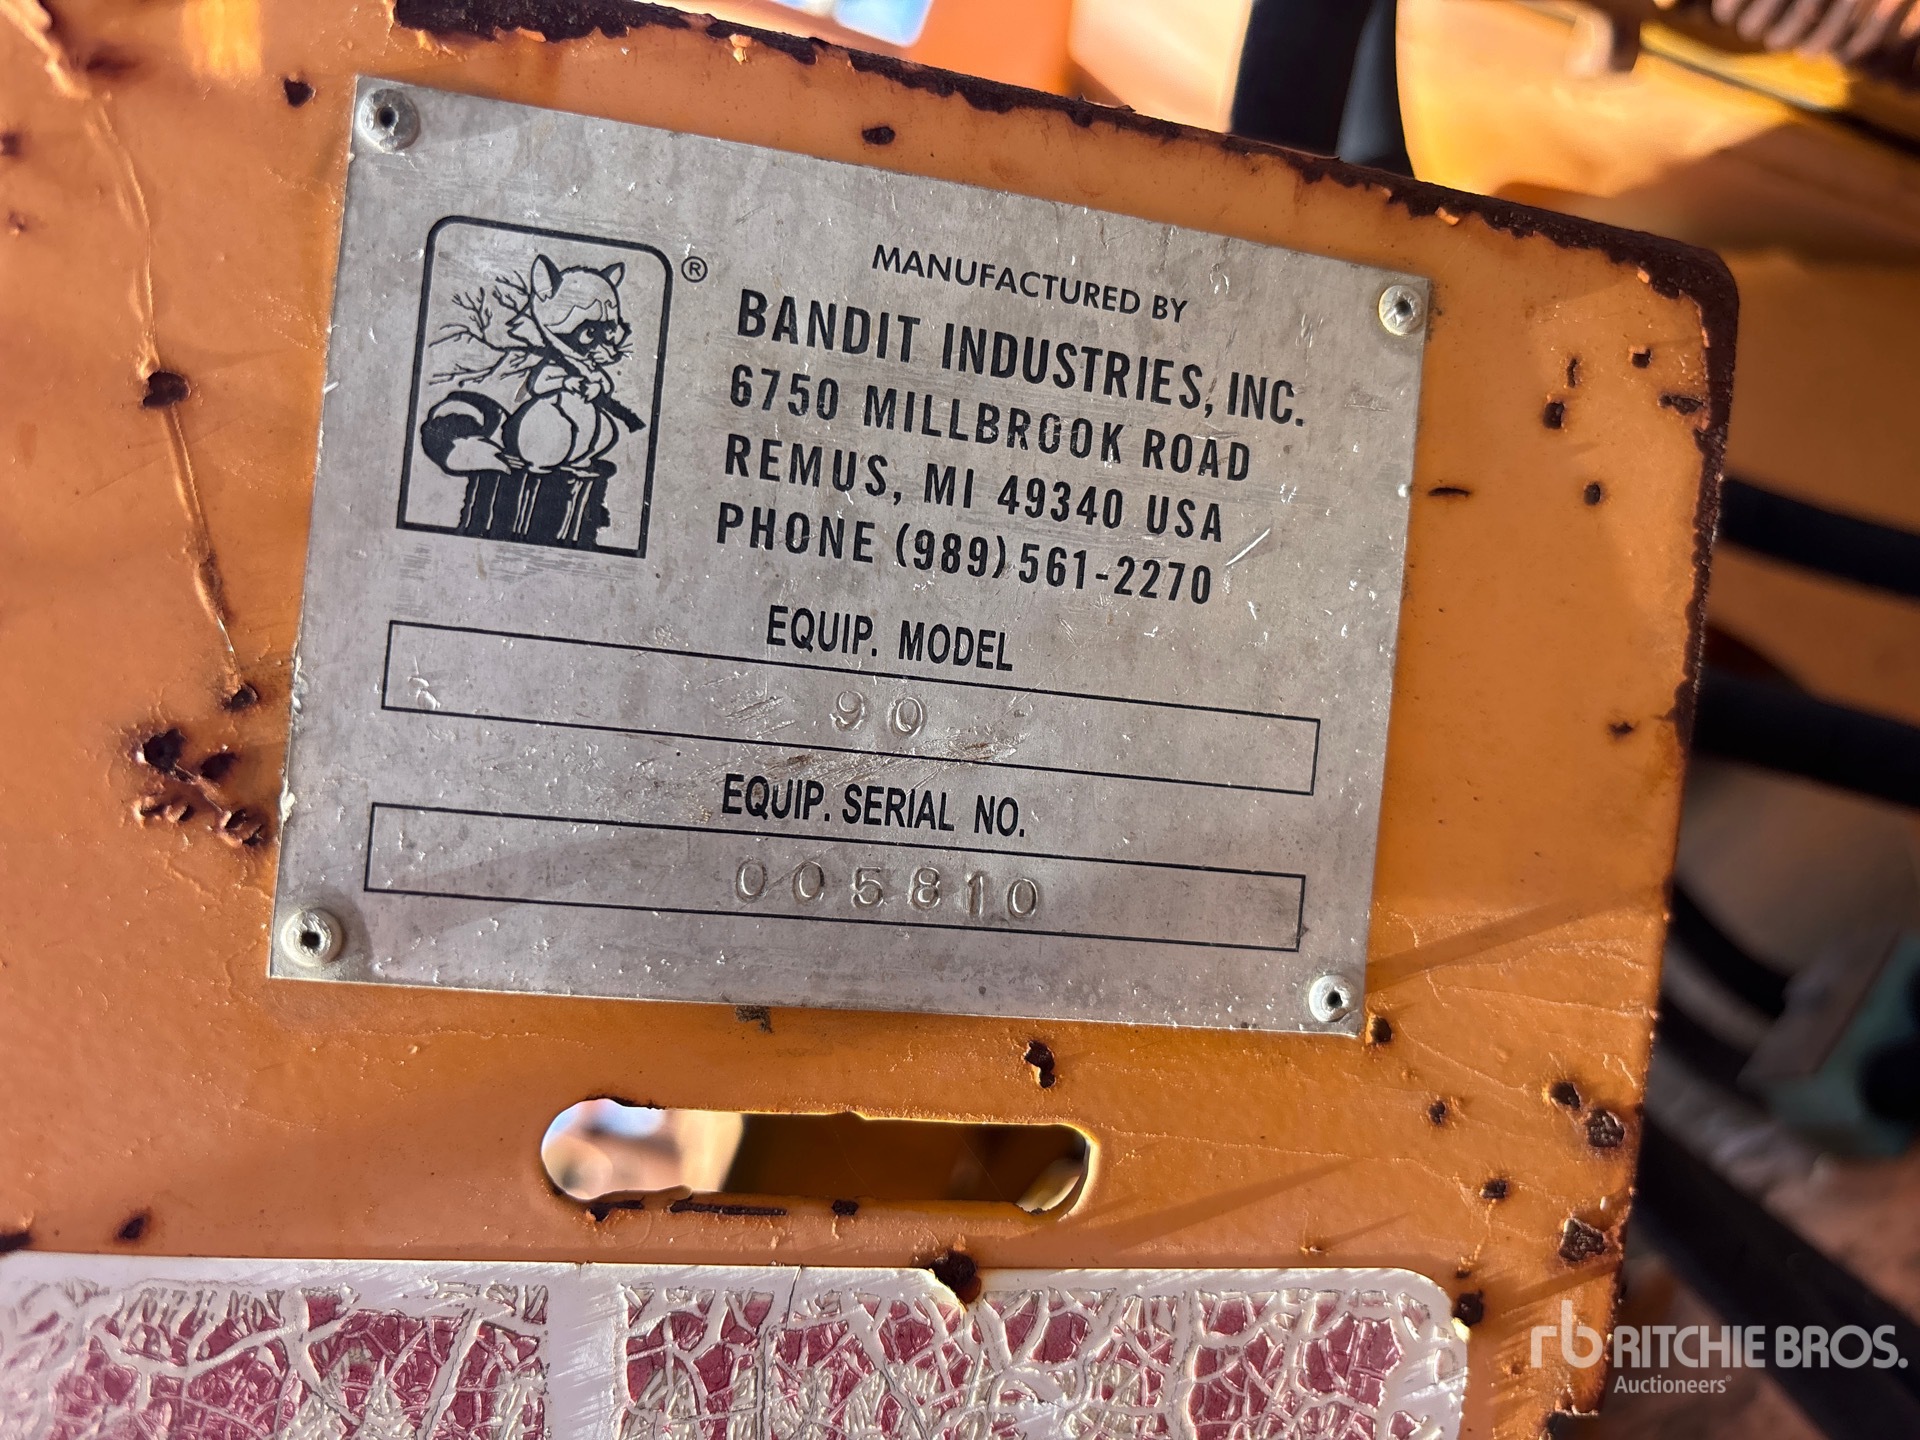 ®
MANUFACTURED BY
BANDIT INDUSTRIES, INC.
6750 MILLBROOK ROAD
REMUS, MI 49340 USA
PHONE (989) 561-2270
EQUIP. MODEL
90
EQUIP. SERIAL NO.
005810
rb RITCHIE BROS.
Auctioneers